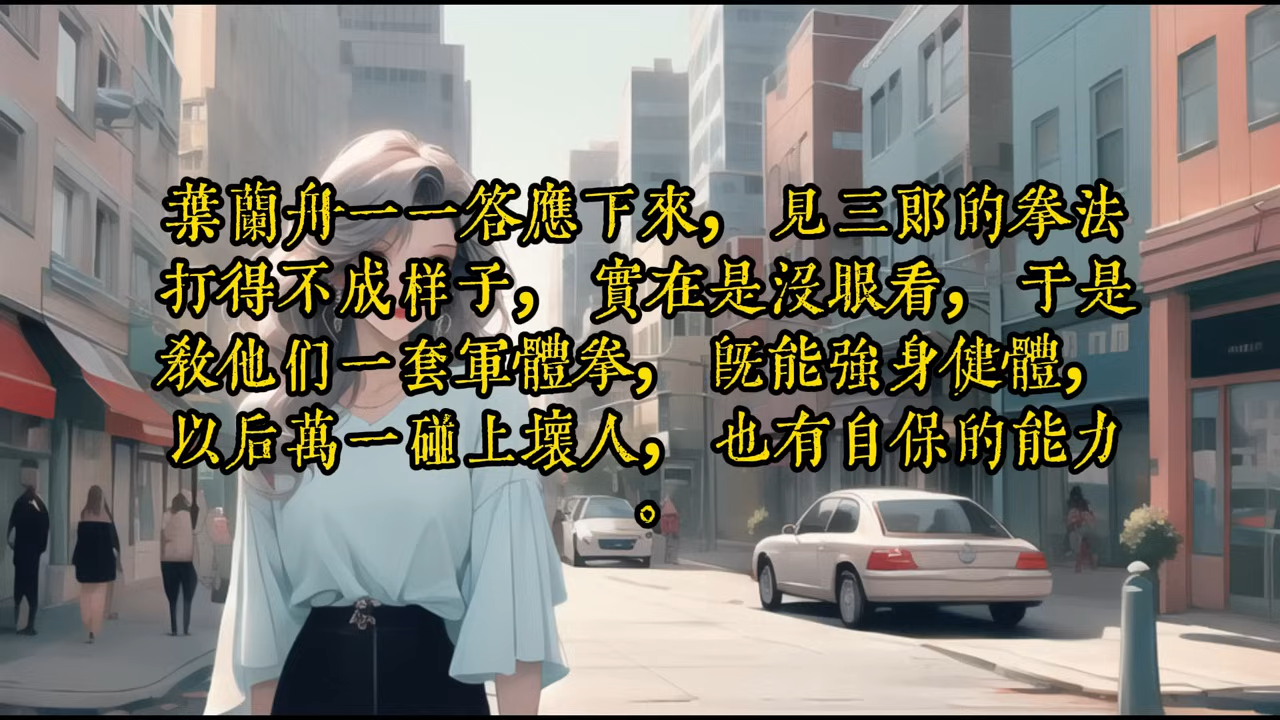 葉蘭舟一一答應下來，見三郎的拳法
打得不成样子，實在是沒眼看，于是
教他们一套軍體拳，既能強身健體，
以后萬一碰上壞人，也有自保的能力
。